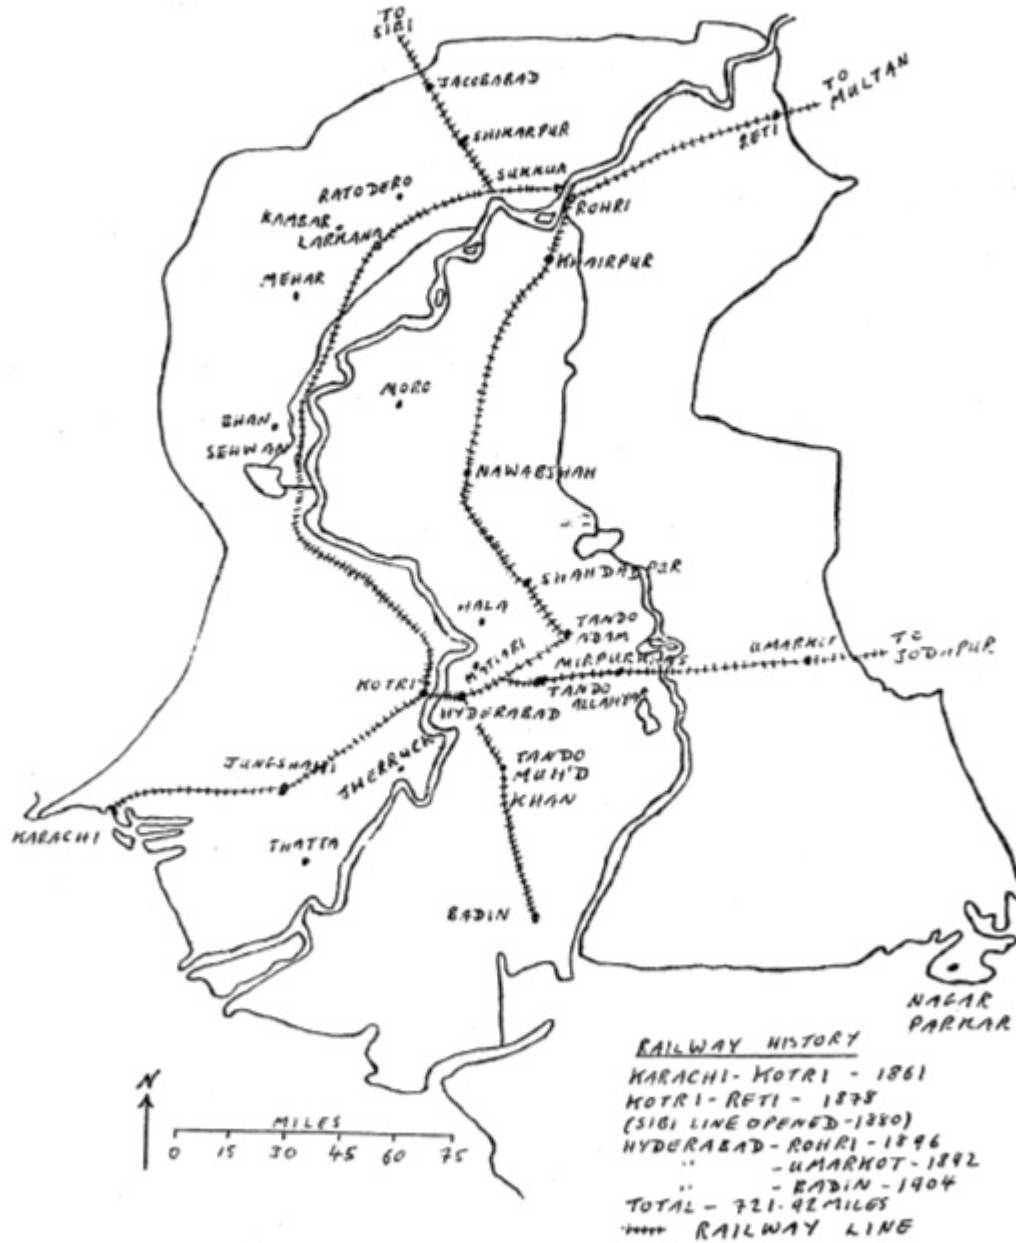 TO
SIBI
JACOBABAD
TO
MULTAN
SHIKARPUR
RETI
SUKKUR
RATODERO
ROHRI
KAMBAR
LARKANA
KHAIRPUR
MEHAR
MORO
BHAN
SEHWAN
NAWABSHAH
SHAHDADPUR
HALA
TANDO
ADAM
UMARKOT
TO
JODHPUR
MATIARI
MIRPURKHAS
KOTRI
TANDO
ALLAHYAR
HYDERABAD
JUNGSHAHI
JHERRUCK
TANDO
MUH'D
KHAN
KARACHI
THATTA
BADIN
NAGAR
PARKAR
RAILWAY HISTORY
KARACHI - KOTRI - 1861
KOTRI - RETI - 1878
(SIBI LINE OPENED - 1880)
HYDERABAD - ROHRI - 1896
" - UMARKOT - 1892
" - BADIN - 1904
TOTAL - 721.92 MILES
RAILWAY LINE
N
MILES
0 15 30 45 60 75